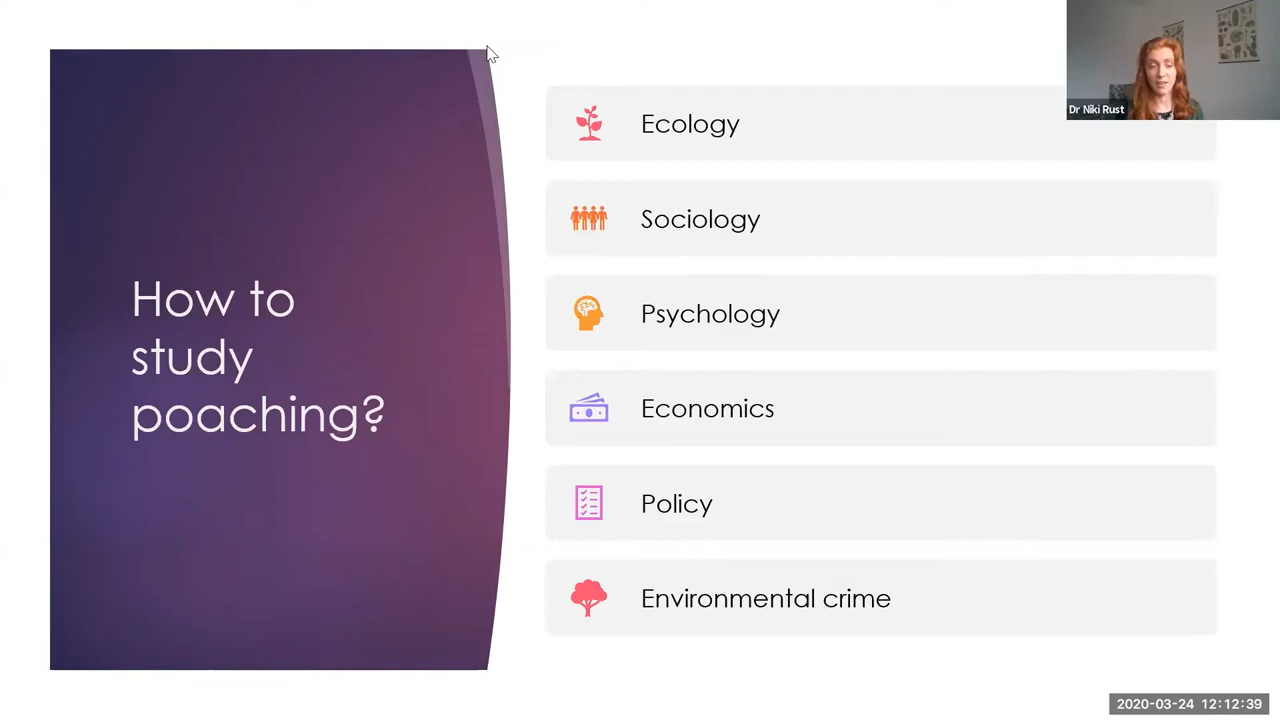 How to
study
poaching?
Ecology
Sociology
Psychology
Economics
Policy
Environmental crime
Dr Niki Rust
2020-03-24 12:12:39